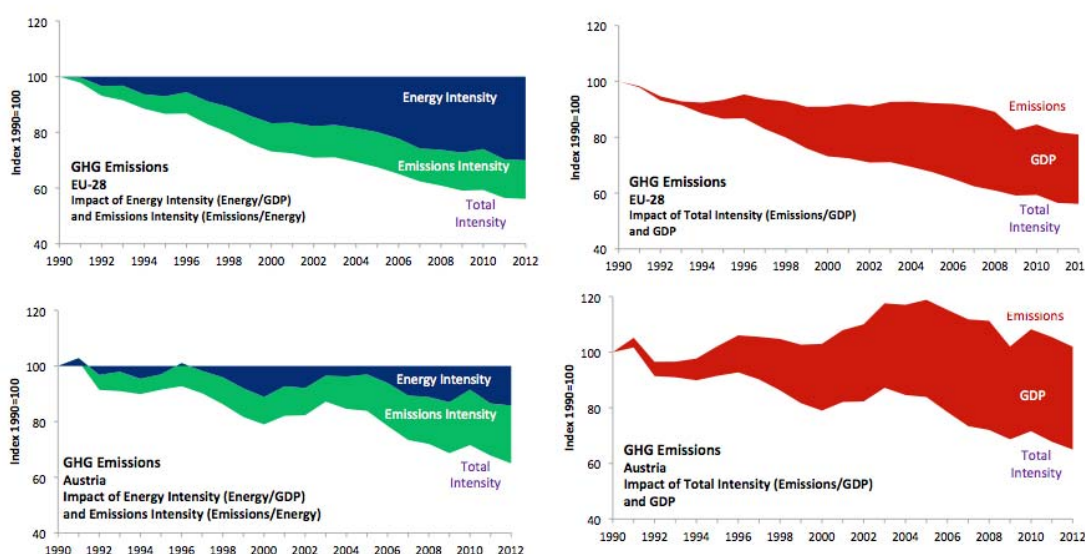 120
100
80
60
40
Index 1990=100
Energy Intensity
Emissions Intensity
Total
Intensity
GHG Emissions
EU-28
Impact of Energy Intensity (Energy/GDP)
and Emissions Intensity (Emissions/Energy)
1990 1992 1994 1996 1998 2000 2002 2004 2006 2008 2010 2012
120
100
80
60
40
Index 1990=100
Emissions
GDP
Total
Intensity
GHG Emissions
EU-28
Impact of Total Intensity (Emissions/GDP)
and GDP
1990 1992 1994 1996 1998 2000 2002 2004 2006 2008 2010 201
120
100
80
60
40
Index 1990=100
Energy Intensity
Emissions Intensity
Total
Intensity
GHG Emissions
Austria
Impact of Energy Intensity (Energy/GDP)
and Emissions Intensity (Emissions/Energy)
1990 1992 1994 1996 1998 2000 2002 2004 2006 2008 2010 2012
120
100
80
60
40
Index 1990=100
Emissions
GDP
Total
Intensity
GHG Emissions
Austria
Impact of Total Intensity (Emissions/GDP)
and GDP
1990 1992 1994 1996 1998 2000 2002 2004 2006 2008 2010 2012